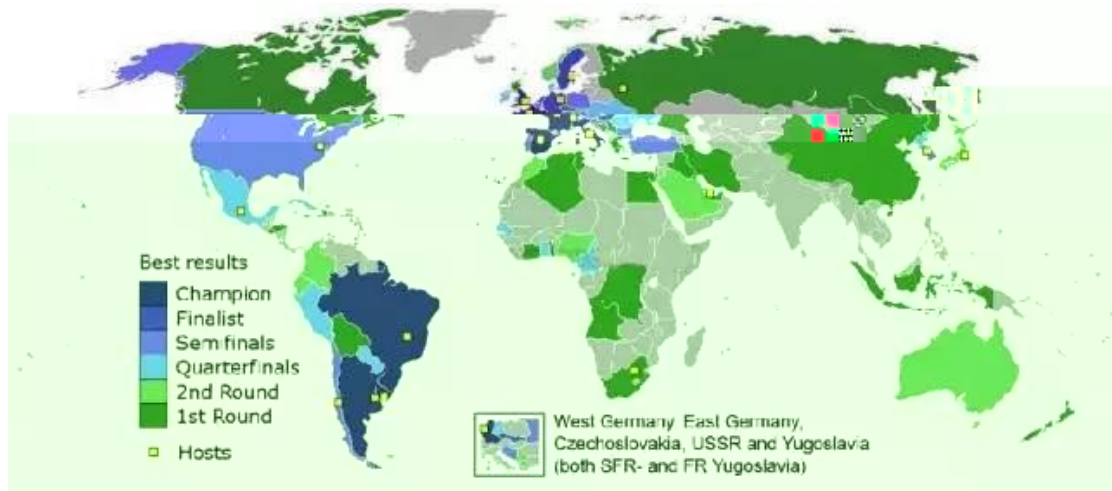 Best results
Champion
Finalist
Semifinals
Quarterfinals
2nd Round
1st Round
Hosts
West Germany, East Germany,
Czechoslovakia, USSR and Yugoslavia
(both SFR- and FR Yugoslavia)